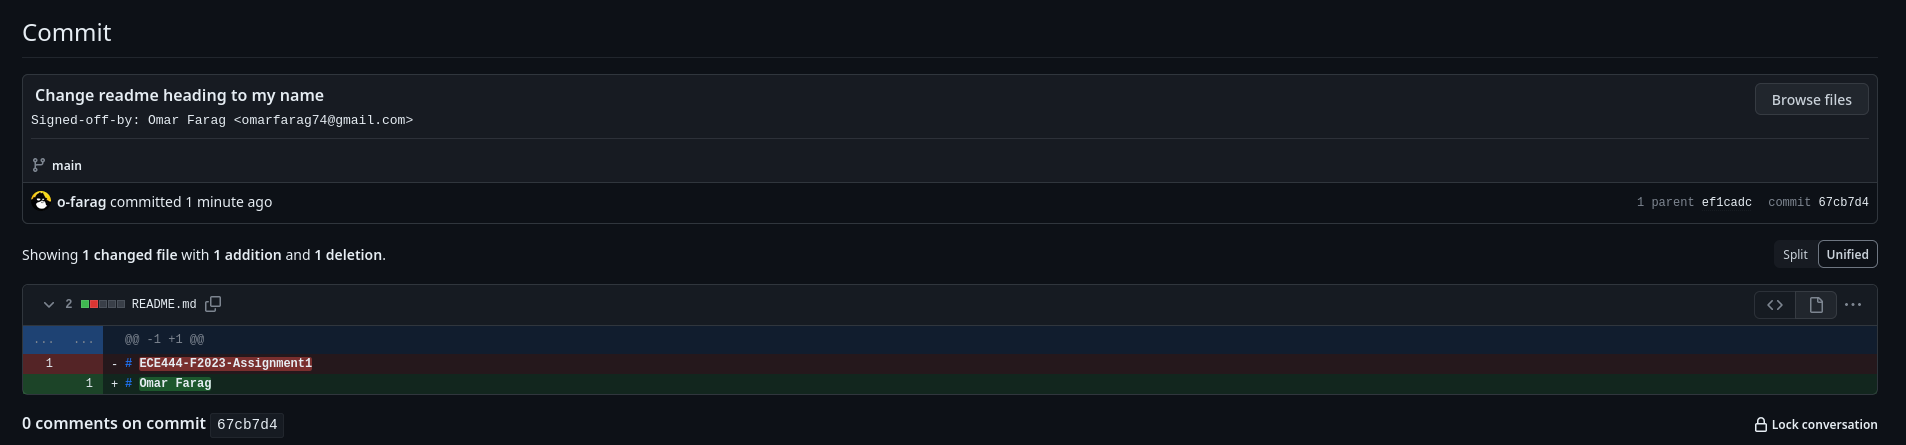 Commit
Change readme heading to my name
Browse files
Signed-off-by: Omar Farag <omarfarag74@gmail.com>
main
o-farag committed 1 minute ago
1 parent ef1cadc commit 67cb7d4
Showing 1 changed file with 1 addition and 1 deletion.
Split Unified
2 README.md
... ... @@ -1 +1 @@
1 - # ECE444-F2023-Assignment1
1 + # Omar Farag
0 comments on commit 67cb7d4
Lock conversation